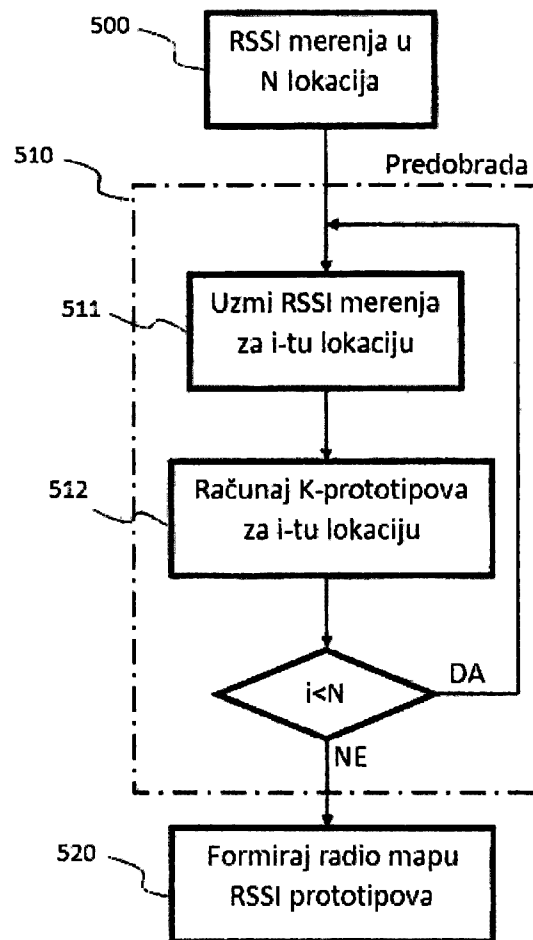 500
RSSI merenja u
N lokacija
510
Predobrada
511
Uzmi RSSI merenja
za i-tu lokaciju
512
Računaj K-prototipova
za i-tu lokaciju
i<N
DA
NE
520
Formiraj radio mapu
RSSI prototipova